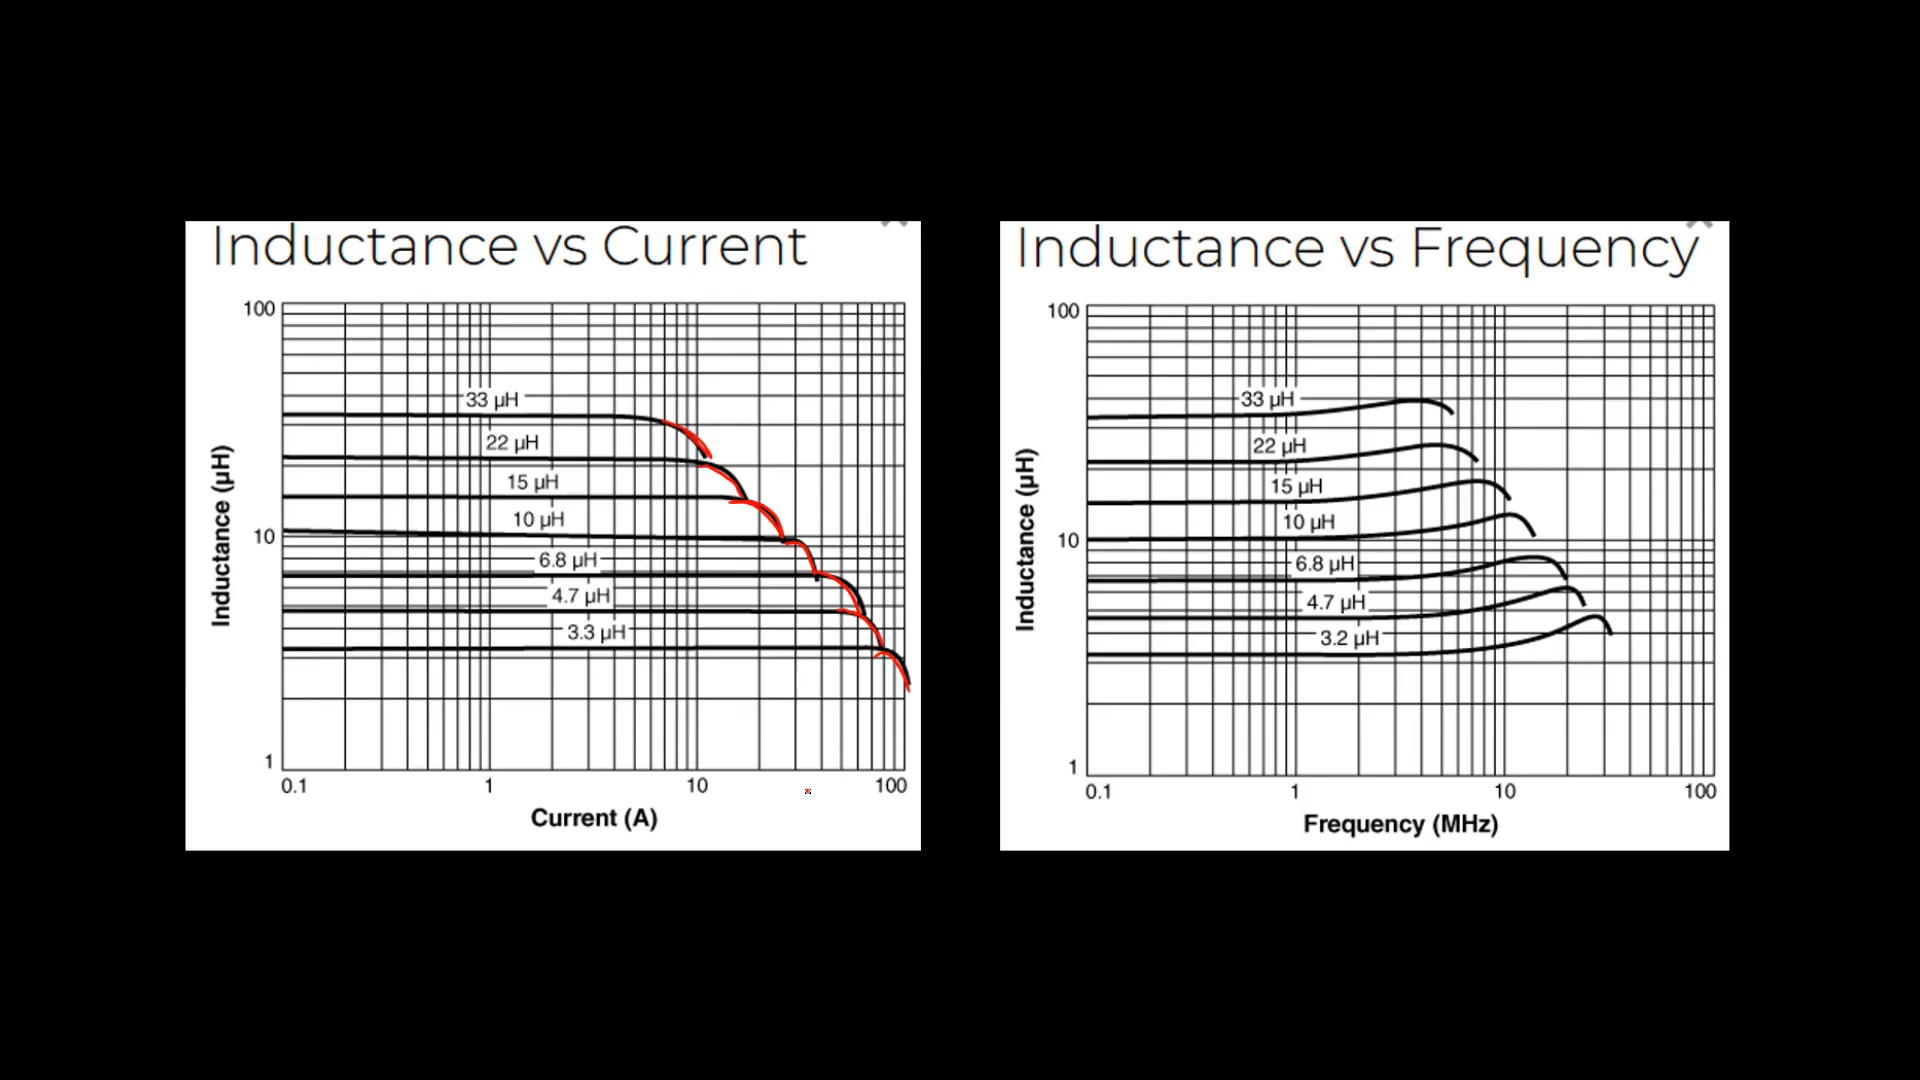 Inductance vs Current
100
33 µH
22 µH
15 µH
10 µH
10
6.8 µH
4.7 µH
3.3 µH
1
0.1 1 10 100
Current (A)
Inductance (µH)
Inductance vs Frequency
100
33 µH
22 µH
15 µH
10 µH
10
6.8 µH
4.7 µH
3.2 µH
1
0.1 1 10 100
Frequency (MHz)
Inductance (µH)